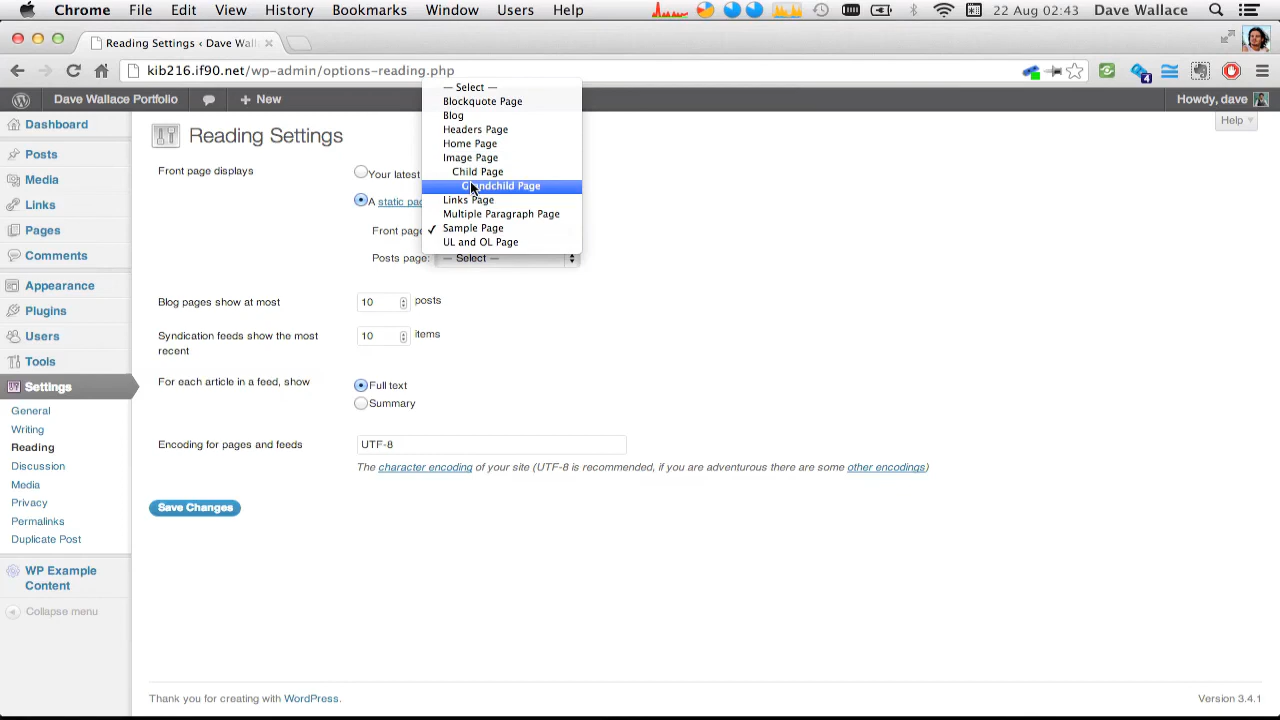 Chrome File Edit View History Bookmarks Window Users Help 22 Aug 02:43 Dave Wallace
Reading Settings ‹ Dave Wall
kib216.if90.net/wp-admin/options-reading.php
4
Dave Wallace Portfolio + New Howdy, dave
Help
Dashboard
Posts
Media
Links
Pages
Comments
Appearance
Plugins
Users
Tools
Settings
General
Writing
Reading
Discussion
Media
Privacy
Permalinks
Duplicate Post
WP Example
Content
Collapse menu
Reading Settings
Front page displays
Your latest
A static pag
Front page
— Select —
Blockquote Page
Blog
Headers Page
Home Page
Image Page
Child Page
Grandchild Page
Links Page
Multiple Paragraph Page
✓ Sample Page
UL and OL Page
Posts page: — Select —
Blog pages show at most 10 posts
Syndication feeds show the most
recent
10 items
For each article in a feed, show
Full text
Summary
Encoding for pages and feeds UTF-8
The character encoding of your site (UTF-8 is recommended, if you are adventurous there are some other encodings)
Save Changes
Thank you for creating with WordPress. Version 3.4.1